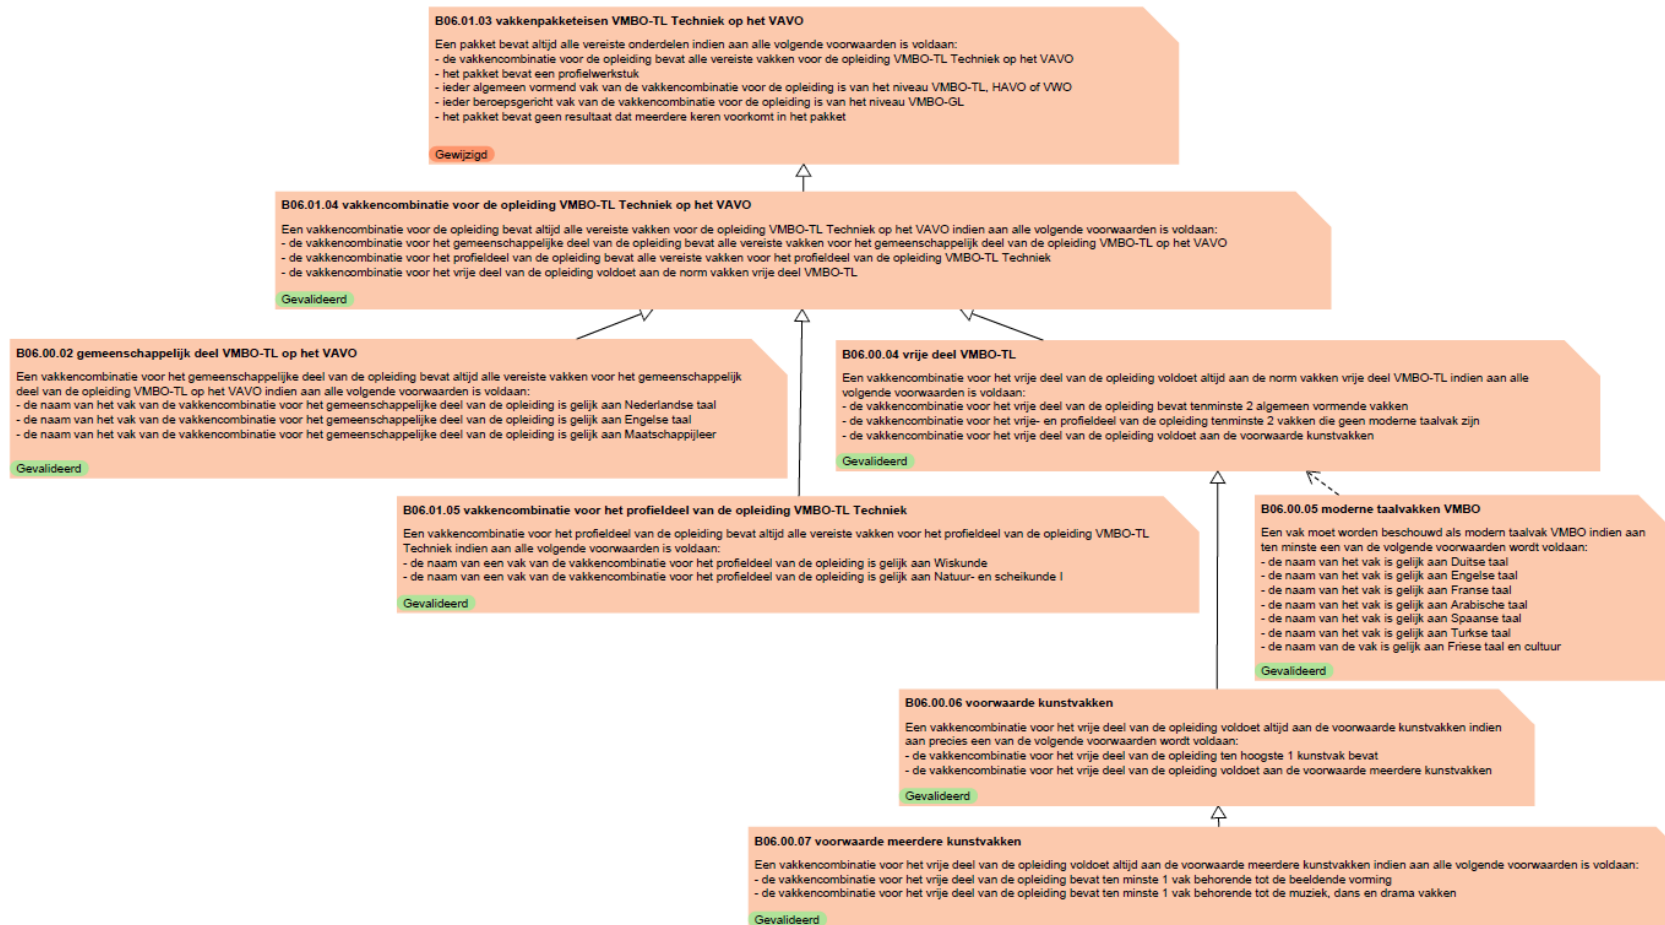 B06.01.03 vakkenpakketeisen VMBO-TL Techniek op het VAVO
Een pakket bevat altijd alle vereiste onderdelen indien aan alle volgende voorwaarden is voldaan:
- de vakkencombinatie voor de opleiding bevat alle vereiste vakken voor de opleiding VMBO-TL Techniek op het VAVO
- het pakket bevat een profielwerkstuk
- ieder algemeen vormend vak van de vakkencombinatie voor de opleiding is van het niveau VMBO-TL, HAVO of VWO
- ieder beroepsgericht vak van de vakkencombinatie voor de opleiding is van het niveau VMBO-GL
- het pakket bevat geen resultaat dat meerdere keren voorkomt in het pakket
Gewijzigd
B06.01.04 vakkencombinatie voor de opleiding VMBO-TL Techniek op het VAVO
Een vakkencombinatie voor de opleiding bevat altijd alle vereiste vakken voor de opleiding VMBO-TL Techniek op het VAVO indien aan alle volgende voorwaarden is voldaan:
- de vakkencombinatie voor het gemeenschappelijke deel van de opleiding bevat alle vereiste vakken voor het gemeenschappelijk deel van de opleiding VMBO-TL op het VAVO
- de vakkencombinatie voor het profieldeel van de opleiding bevat alle vereiste vakken voor het profieldeel van de opleiding VMBO-TL Techniek
- de vakkencombinatie voor het vrije deel van de opleiding voldoet aan de norm vakken vrije deel VMBO-TL
Gevalideerd
B06.00.02 gemeenschappelijk deel VMBO-TL op het VAVO
Een vakkencombinatie voor het gemeenschappelijke deel van de opleiding bevat altijd alle vereiste vakken voor het gemeenschappelijk
deel van de opleiding VMBO-TL op het VAVO indien aan alle volgende voorwaarden is voldaan:
- de naam van het vak van de vakkencombinatie voor het gemeenschappelijke deel van de opleiding is gelijk aan Nederlandse taal
- de naam van het vak van de vakkencombinatie voor het gemeenschappelijke deel van de opleiding is gelijk aan Engelse taal
- de naam van het vak van de vakkencombinatie voor het gemeenschappelijke deel van de opleiding is gelijk aan Maatschappijleer
Gevalideerd
B06.00.04 vrije deel VMBO-TL
Een vakkencombinatie voor het vrije deel van de opleiding voldoet altijd aan de norm vakken vrije deel VMBO-TL indien aan alle
volgende voorwaarden is voldaan:
- de vakkencombinatie voor het vrije deel van de opleiding bevat tenminste 2 algemeen vormende vakken
- de vakkencombinatie voor het vrije- en profieldeel van de opleiding tenminste 2 vakken die geen moderne taalvak zijn
- de vakkencombinatie voor het vrije deel van de opleiding voldoet aan de voorwaarde kunstvakken
Gevalideerd
B06.01.05 vakkencombinatie voor het profieldeel van de opleiding VMBO-TL Techniek
Een vakkencombinatie voor het profieldeel van de opleiding bevat altijd alle vereiste vakken voor het profieldeel van de opleiding VMBO-TL
Techniek indien aan alle volgende voorwaarden is voldaan:
- de naam van een vak van de vakkencombinatie voor het profieldeel van de opleiding is gelijk aan Wiskunde
- de naam van een vak van de vakkencombinatie voor het profieldeel van de opleiding is gelijk aan Natuur- en scheikunde I
Gevalideerd
B06.00.05 moderne taalvakken VMBO
Een vak moet worden beschouwd als modern taalvak VMBO indien aan
ten minste een van de volgende voorwaarden wordt voldaan:
- de naam van het vak is gelijk aan Duitse taal
- de naam van het vak is gelijk aan Engelse taal
- de naam van het vak is gelijk aan Franse taal
- de naam van het vak is gelijk aan Arabische taal
- de naam van het vak is gelijk aan Spaanse taal
- de naam van het vak is gelijk aan Turkse taal
- de naam van de vak is gelijk aan Friese taal en cultuur
Gevalideerd
B06.00.06 voorwaarde kunstvakken
Een vakkencombinatie voor het vrije deel van de opleiding voldoet altijd aan de voorwaarde kunstvakken indien
aan precies een van de volgende voorwaarden wordt voldaan:
- de vakkencombinatie voor het vrije deel van de opleiding ten hoogste 1 kunstvak bevat
- de vakkencombinatie voor het vrije deel van de opleiding voldoet aan de voorwaarde meerdere kunstvakken
Gevalideerd
B06.00.07 voorwaarde meerdere kunstvakken
Een vakkencombinatie voor het vrije deel van de opleiding voldoet altijd aan de voorwaarde meerdere kunstvakken indien aan alle volgende voorwaarden is voldaan:
- de vakkencombinatie voor het vrije deel van de opleiding bevat ten minste 1 vak behorende tot de beeldende vorming
- de vakkencombinatie voor het vrije deel van de opleiding bevat ten minste 1 vak behorende tot de muziek, dans en drama vakken
Gevalideerd